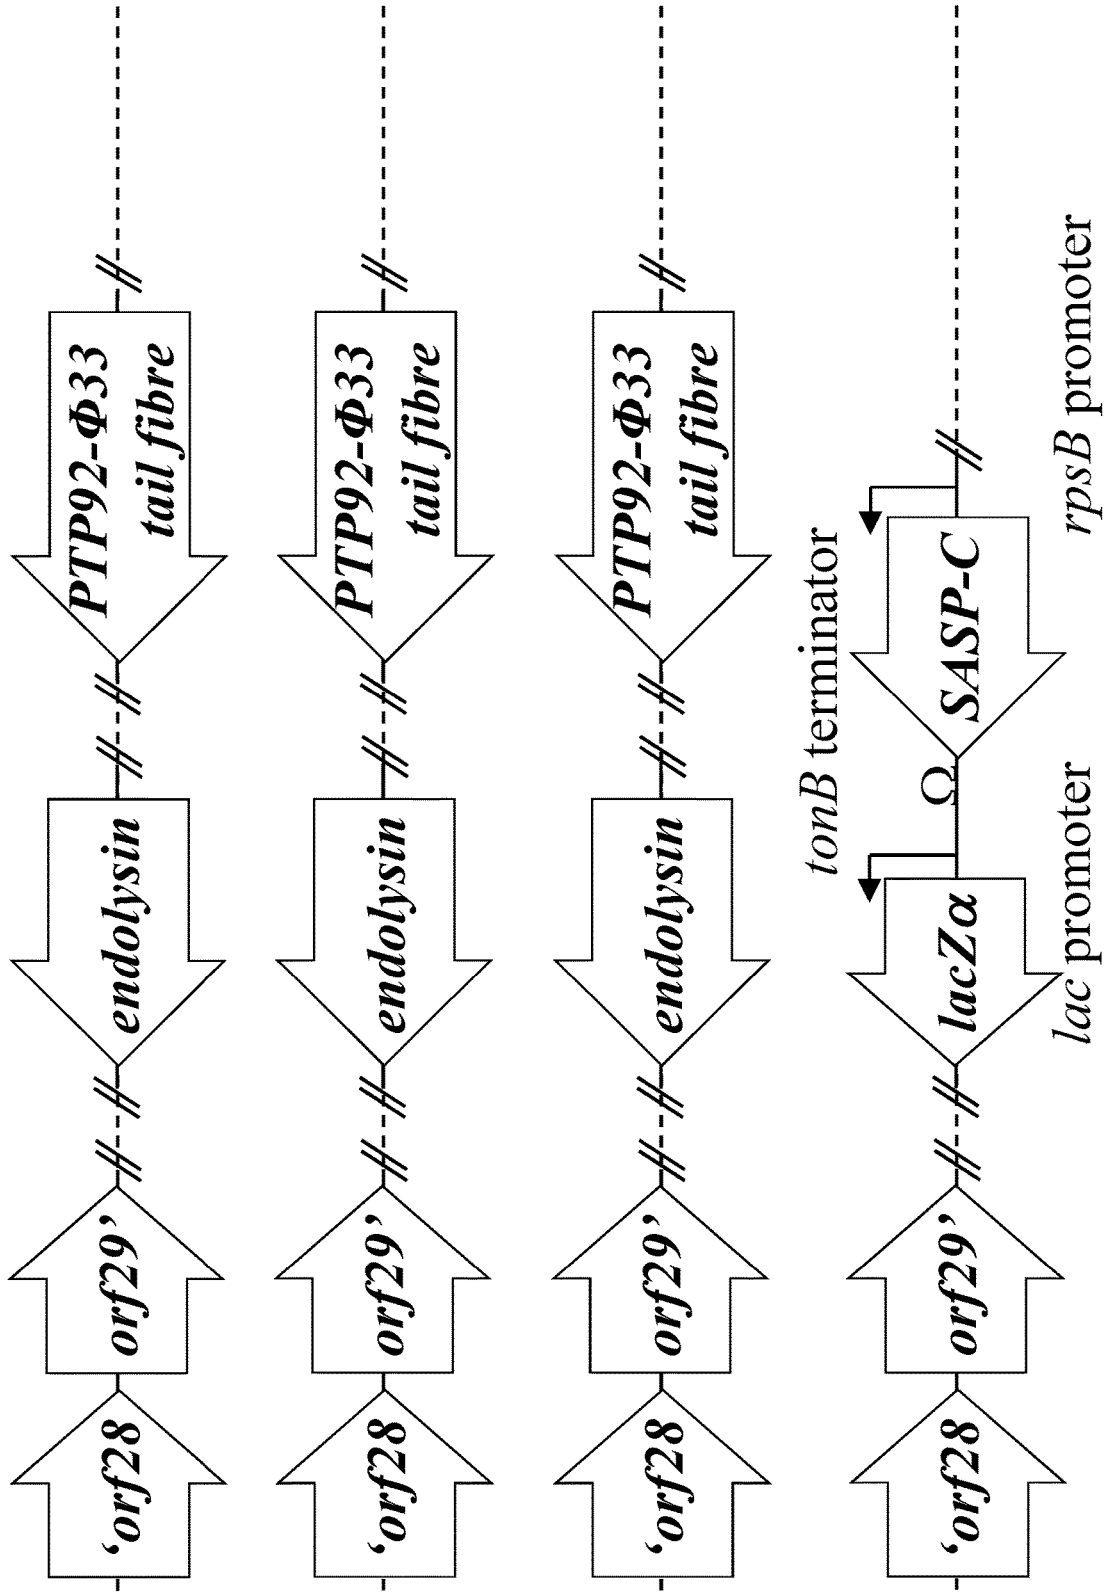 ‘orf28
orf29’
endolysin
PTP92-Φ33
tail fibre
‘orf28
orf29’
endolysin
PTP92-Φ33
tail fibre
‘orf28
orf29’
endolysin
PTP92-Φ33
tail fibre
tonB terminator
‘orf28
orf29’
lacZα
Ω
SASP-C
lac promoter
rpsB promoter